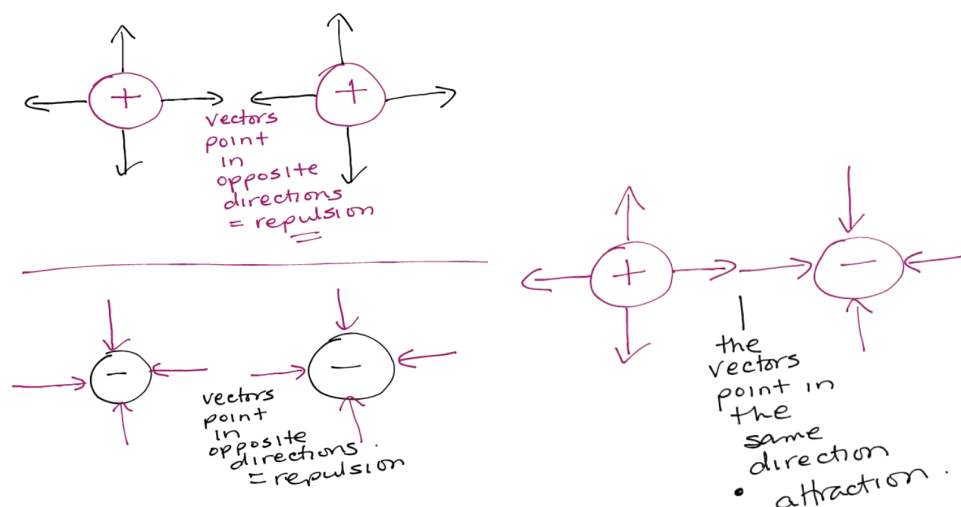 +
+
vectors
point
in
opposite
directions
= repulsion
-
-
vectors
point
in
opposite
directions.
= repulsion
+
-
the
vectors
point in
the
same
direction
• attraction.